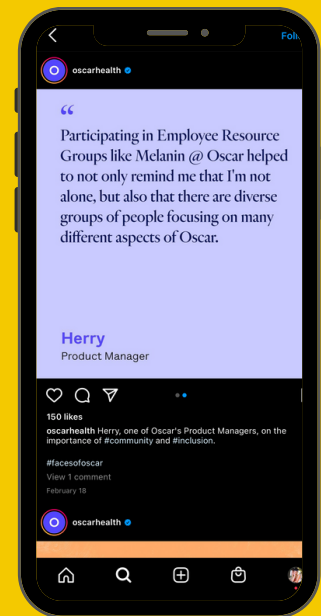 Foll
oscarhealth
“
Participating in Employee Resource
Groups like Melanin @ Oscar helped
to not only remind me that I'm not
alone, but also that there are diverse
groups of people focusing on many
different aspects of Oscar.
Herry
Product Manager
150 likes
oscarhealth Herry, one of Oscar's Product Managers, on the
importance of #community and #inclusion.
#facesofoscar
View 1 comment
February 18
oscarhealth